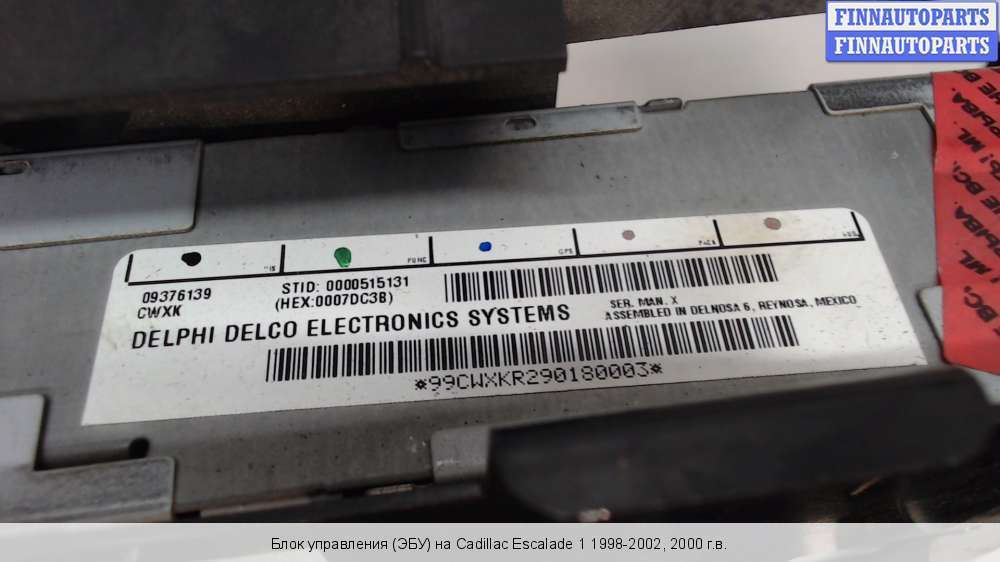 FINNAUTOPARTS
FINNAUTOPARTS
FUNC
GPS
PACK
09376139
CWXK
STID: 0000515131
(HEX:0007DC3B)
DELPHI DELCO ELECTRONICS SYSTEMS
SER. MAN. X
ASSEMBLED IN DELNOSA 6, REYNOSA, MEXICO
*99CWXKR290180003*
Блок управления (ЭБУ) на Cadillac Escalade 1 1998-2002, 2000 г.в.